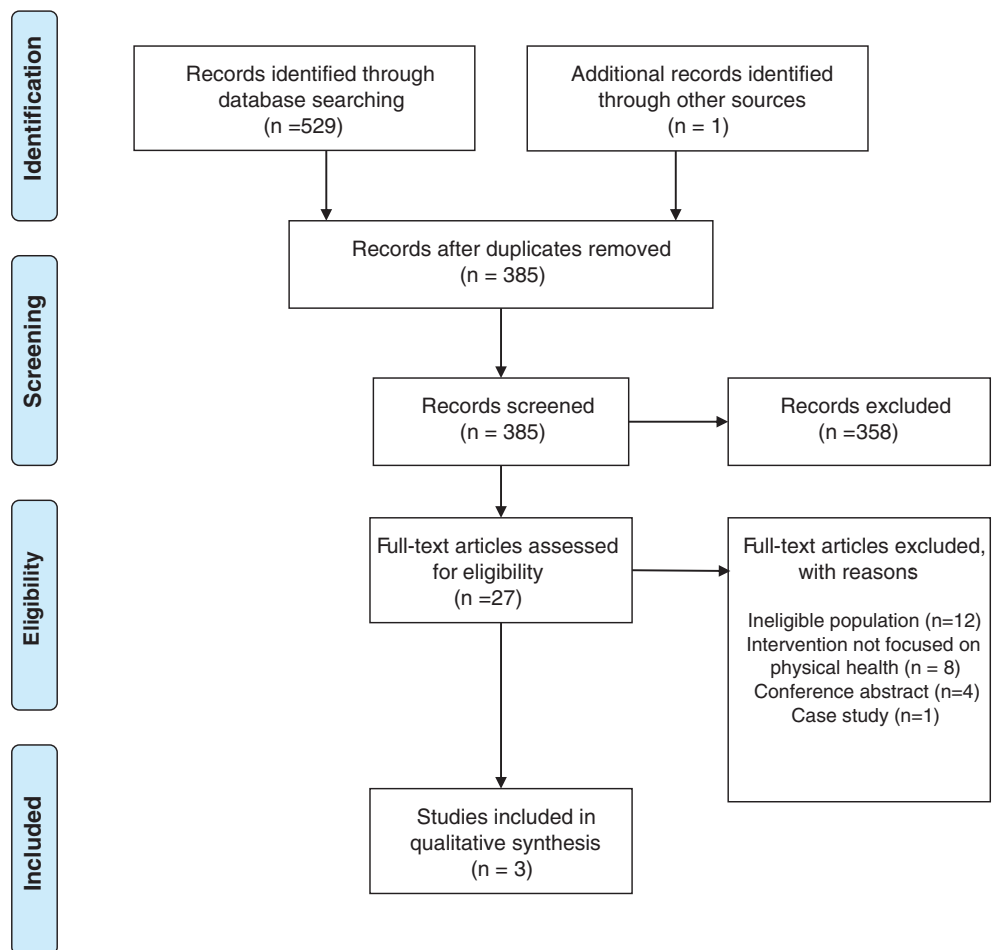 Identification
Records identified through
database searching
(n =529)
Additional records identified
through other sources
(n = 1)
Records after duplicates removed
(n = 385)
Screening
Records screened
(n = 385)
Records excluded
(n =358)
Eligibility
Full-text articles assessed
for eligibility
(n =27)
Full-text articles excluded,
with reasons
Ineligible population (n=12)
Intervention not focused on
physical health (n = 8)
Conference abstract (n=4)
Case study (n=1)
Included
Studies included in
qualitative synthesis
(n = 3)